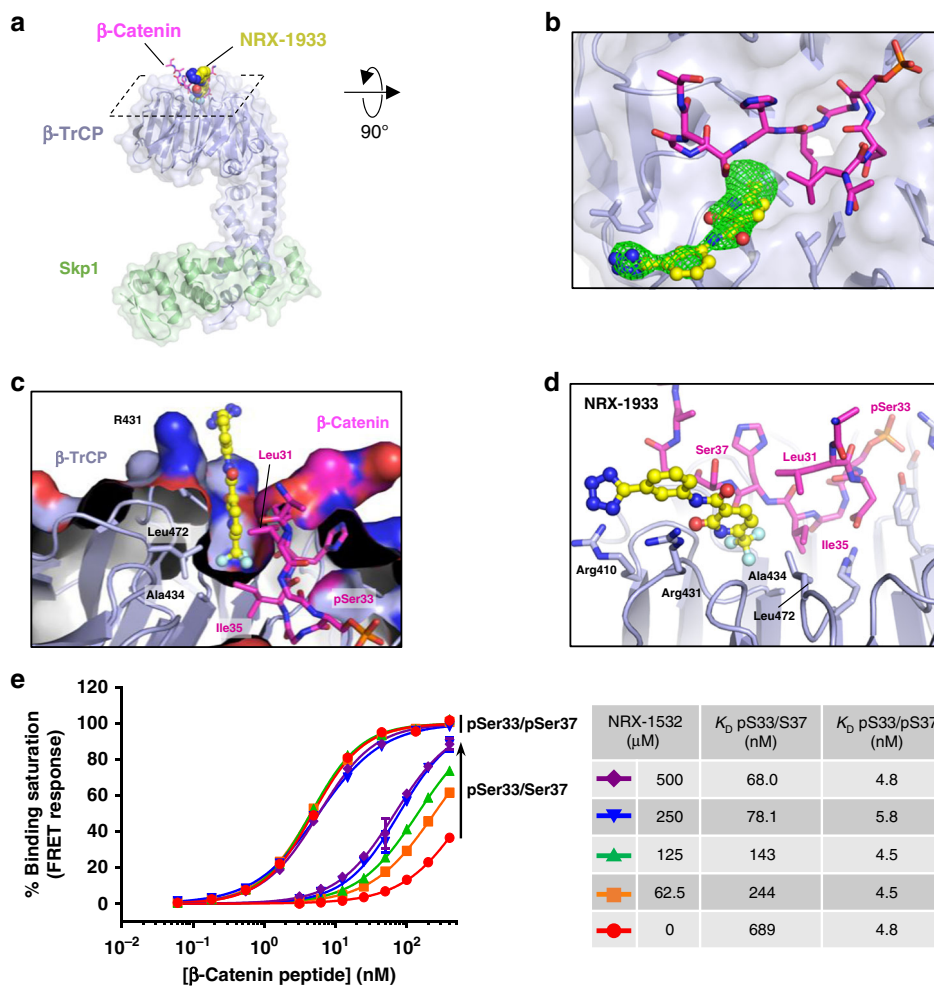 a
β-Catenin
NRX-1933
β-TrCP
90°
Skp1
b
c
R431
β-Catenin
β-TrCP
Leu31
Leu472
Ala434
pSer33
Ile35
d
NRX-1933
pSer33
Ser37
Leu31
Ile35
Arg410
Arg431
Ala434
Leu472
e
% Binding saturation
(FRET response)
120
100
80
60
40
20
0
pSer33/pSer37
pSer33/Ser37
10⁻² 10⁻¹ 10⁰ 10¹ 10²
[β-Catenin peptide] (nM)
NRX-1532 (μM) K_D pS33/S37 (nM) K_D pS33/pS37 (nM)
500 68.0 4.8
250 78.1 5.8
125 143 4.5
62.5 244 4.5
0 689 4.8